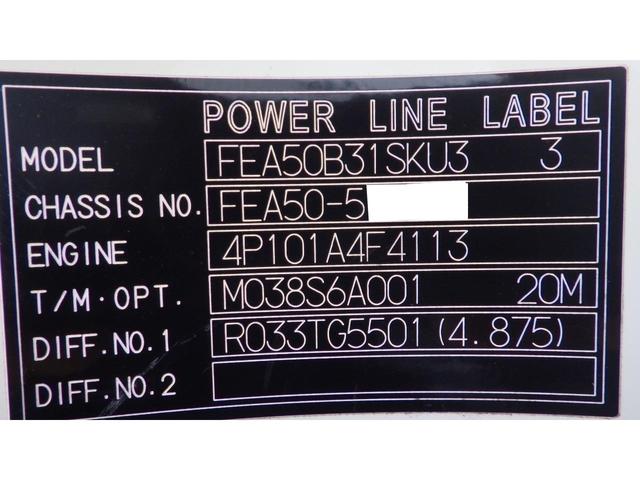 POWER LINE LABEL
MODEL FEA50B31SKU3 3
CHASSIS NO. FEA50-5
ENGINE 4P101A4F4113
T/M·OPT. M038S6A001 20M
DIFF.NO.1 R033TG5501(4.875)
DIFF.NO.2